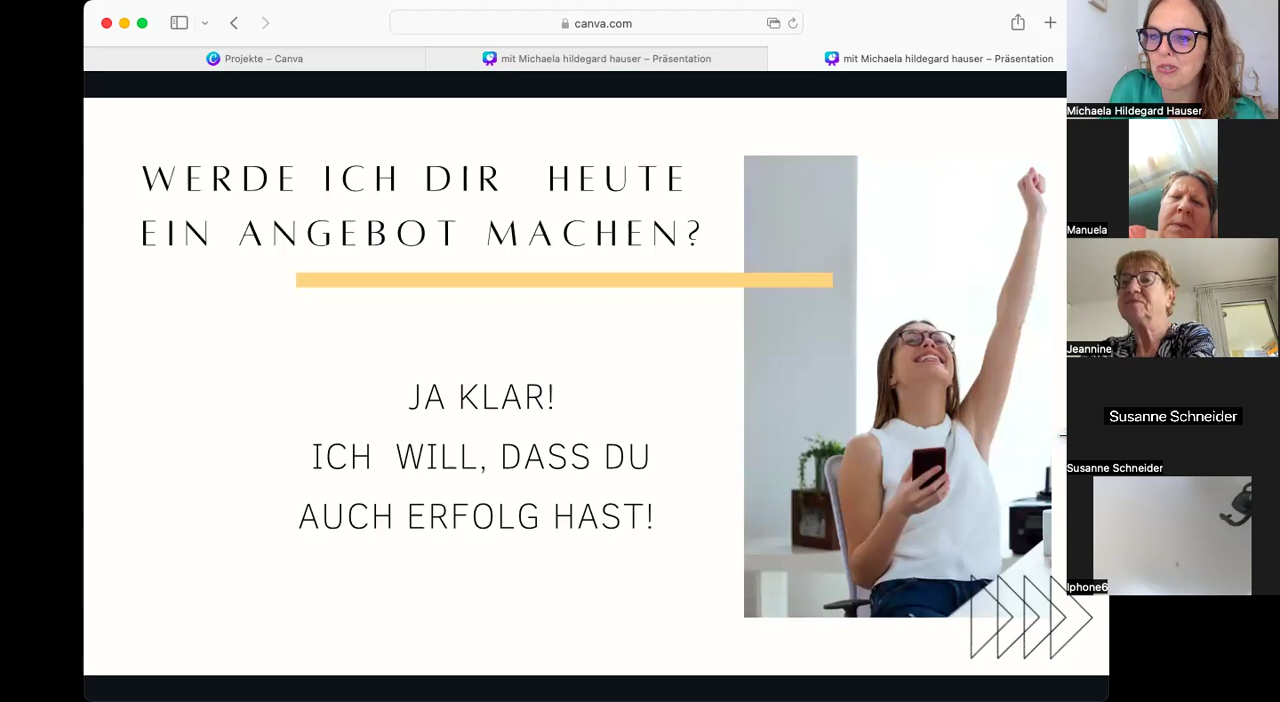 canva.com
Projekte – Canva
mit Michaela hildegard hauser – Präsentation
mit Michaela hildegard hauser – Präsentation
WERDE ICH DIR HEUTE
EIN ANGEBOT MACHEN?
JA KLAR!
ICH WILL, DASS DU
AUCH ERFOLG HAST!
Michaela Hildegard Hauser
Manuela
Jeannine
Susanne Schneider
Susanne Schneider
Iphone6